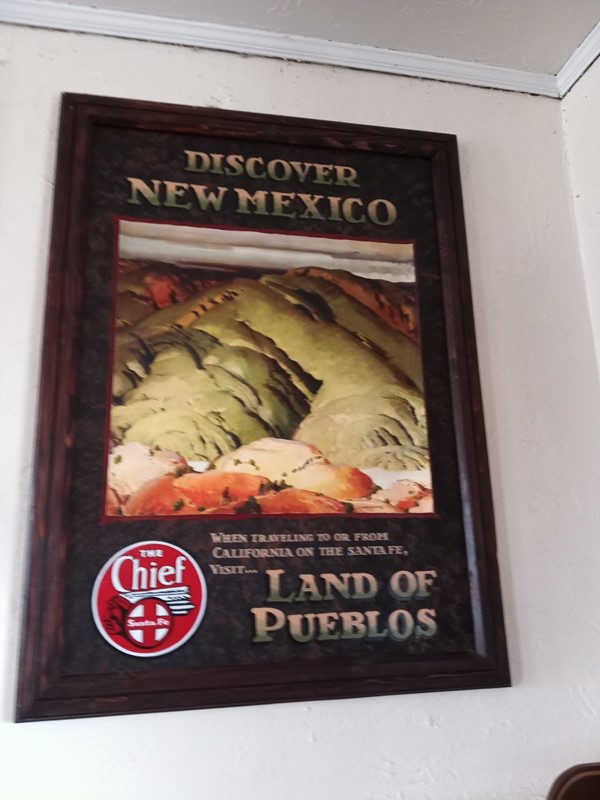 DISCOVER
NEW MEXICO
WHEN TRAVELING TO OR FROM
CALIFORNIA ON THE SANTA FE,
VISIT...
LAND OF
PUEBLOS
THE
Chief
Santa Fe